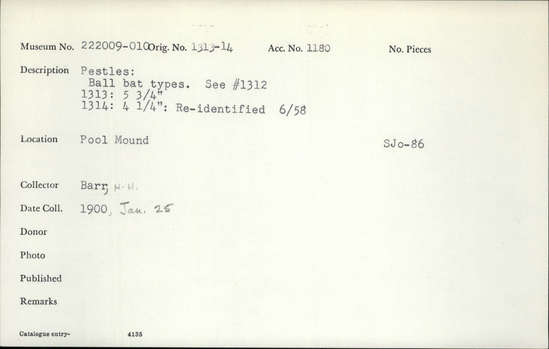 Museum No. 222009-010 Orig. No. 1313-14 Acc. No. 1180 No. Pieces
Description Pestles:
Ball bat types. See #1312
1313: 5 3/4"
1314: 4 1/4": Re-identified 6/58
Location Pool Mound SJo-86
Collector Barr, W.H.
Date Coll. 1900, Jan. 25
Donor
Photo
Published
Remarks
Catalogue entry- 4135